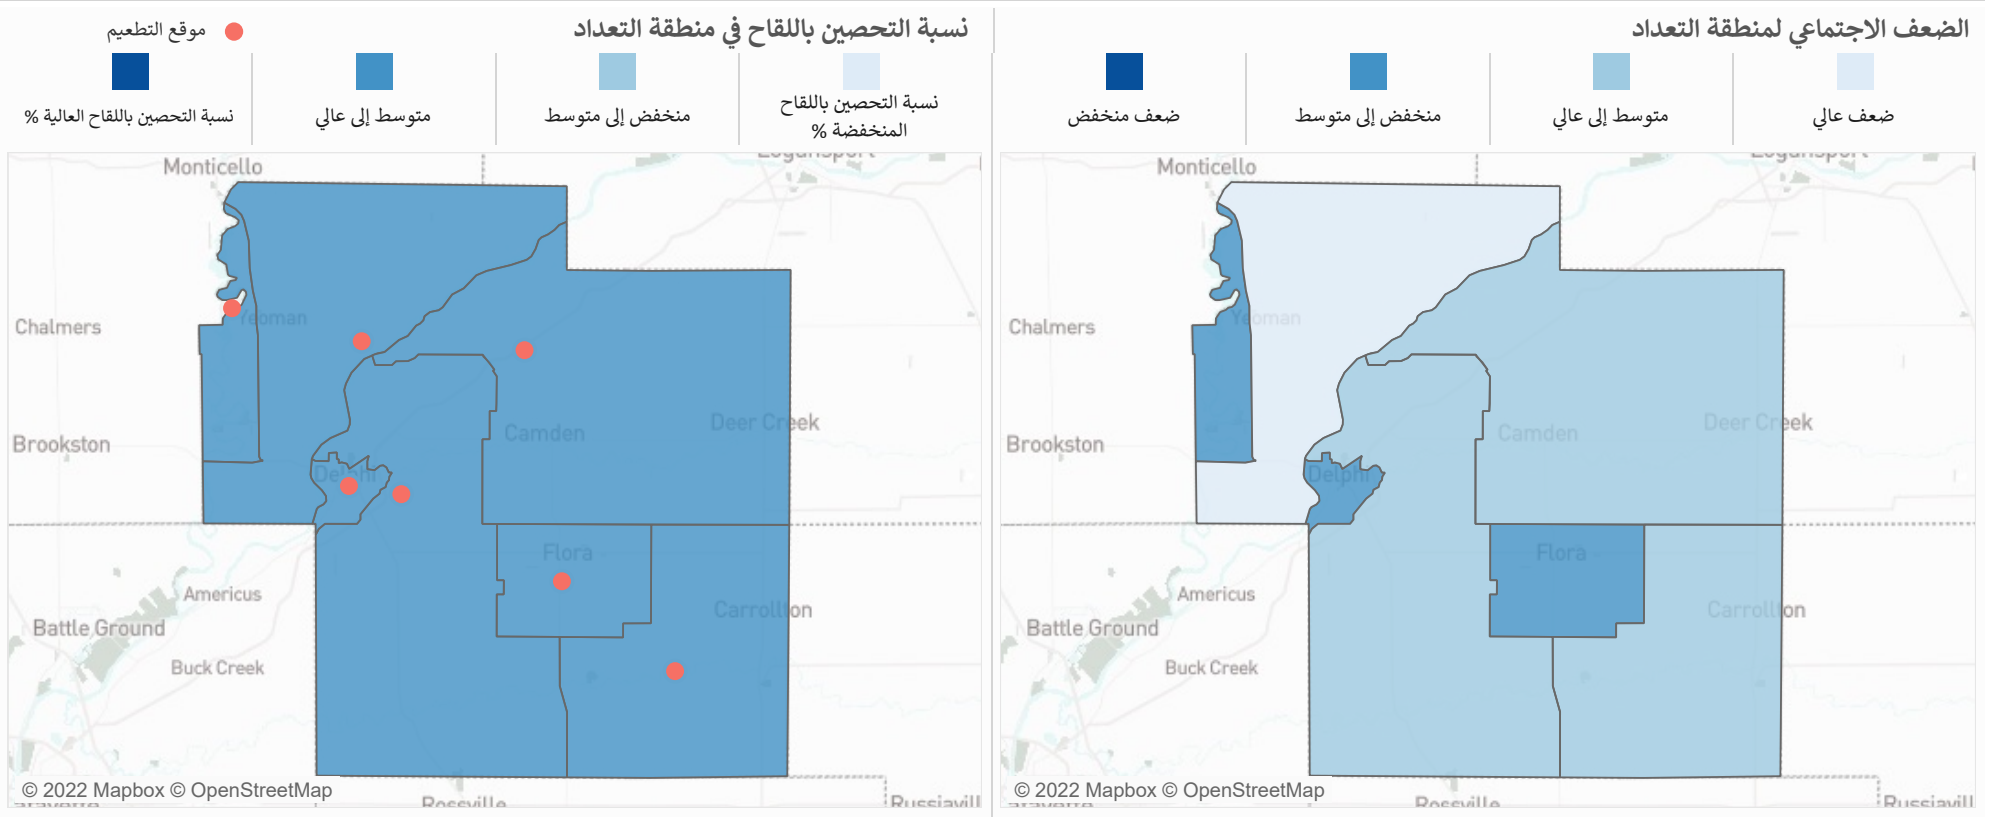 الضعف الاجتماعي لمنطقة التعداد
ضعف عالي
متوسط إلى عالي
منخفض إلى متوسط
ضعف منخفض
Monticello
Logansport
Chalmers
Yeoman
Brookston
Camden
Deer Creek
Delphi
Flora
Americus
Carrollton
Battle Ground
Buck Creek
© 2022 Mapbox © OpenStreetMap
Rossville
نسبة التحصين باللقاح في منطقة التعداد
موقع التطعيم
نسبة التحصين باللقاح
المنخفضة %
منخفض إلى متوسط
متوسط إلى عالي
نسبة التحصين باللقاح العالية %
Monticello
Logansport
Chalmers
Yeoman
Brookston
Camden
Deer Creek
Delphi
Flora
Americus
Carrollton
Battle Ground
Buck Creek
© 2022 Mapbox © OpenStreetMap
Rossville